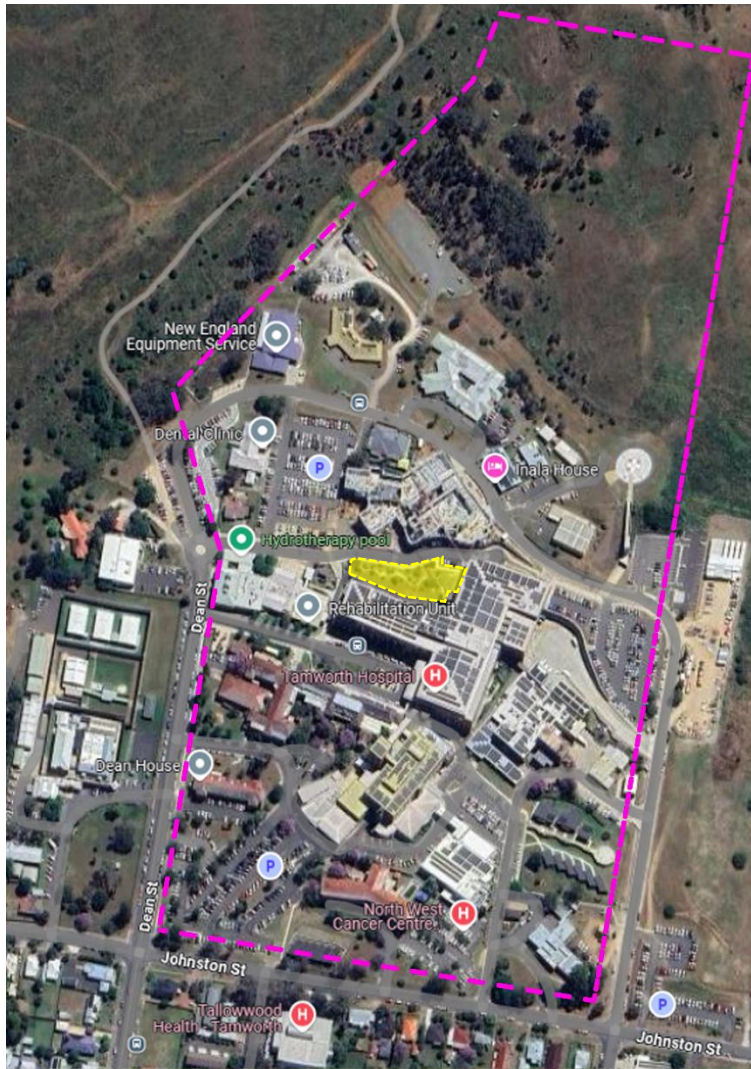 New England
Equipment Service
Dental Clinic
P
Inala House
Hydrotherapy pool
Dean St
Rehabilitation Unit
Tamworth Hospital
H
Dean House
P
Dean St
North West
Cancer Centre
H
Johnston St
Tallowwood
Health - Tamworth
H
P
Johnston St